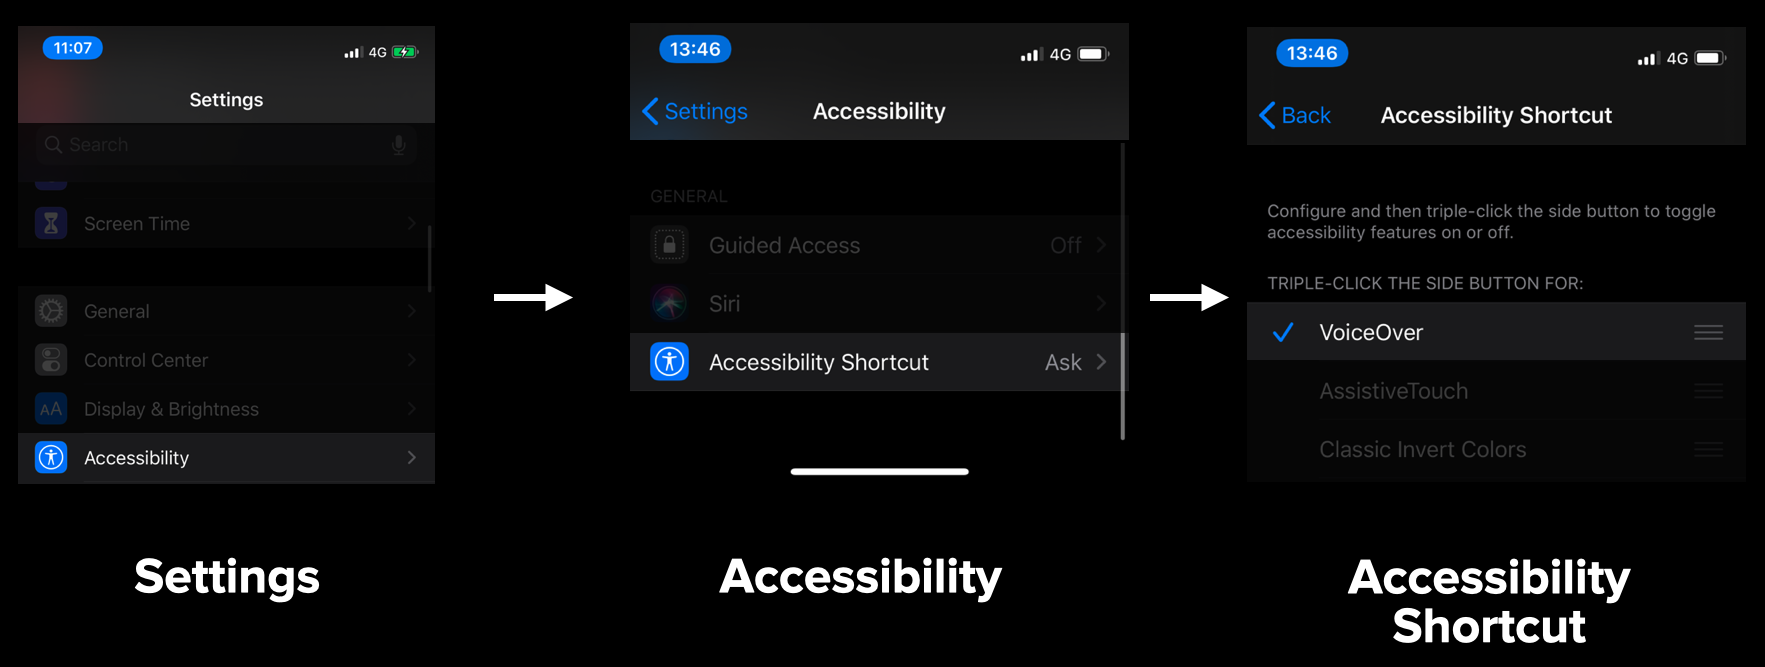 11:07
4G
Settings
Search
Screen Time
General
Control Center
AA Display & Brightness
Accessibility
Settings
13:46
4G
Settings
Accessibility
GENERAL
Guided Access Off
Siri
Accessibility Shortcut Ask
Accessibility
13:46
4G
Back
Accessibility Shortcut
Configure and then triple-click the side button to toggle
accessibility features on or off.
TRIPLE-CLICK THE SIDE BUTTON FOR:
VoiceOver
AssistiveTouch
Classic Invert Colors
Accessibility
Shortcut